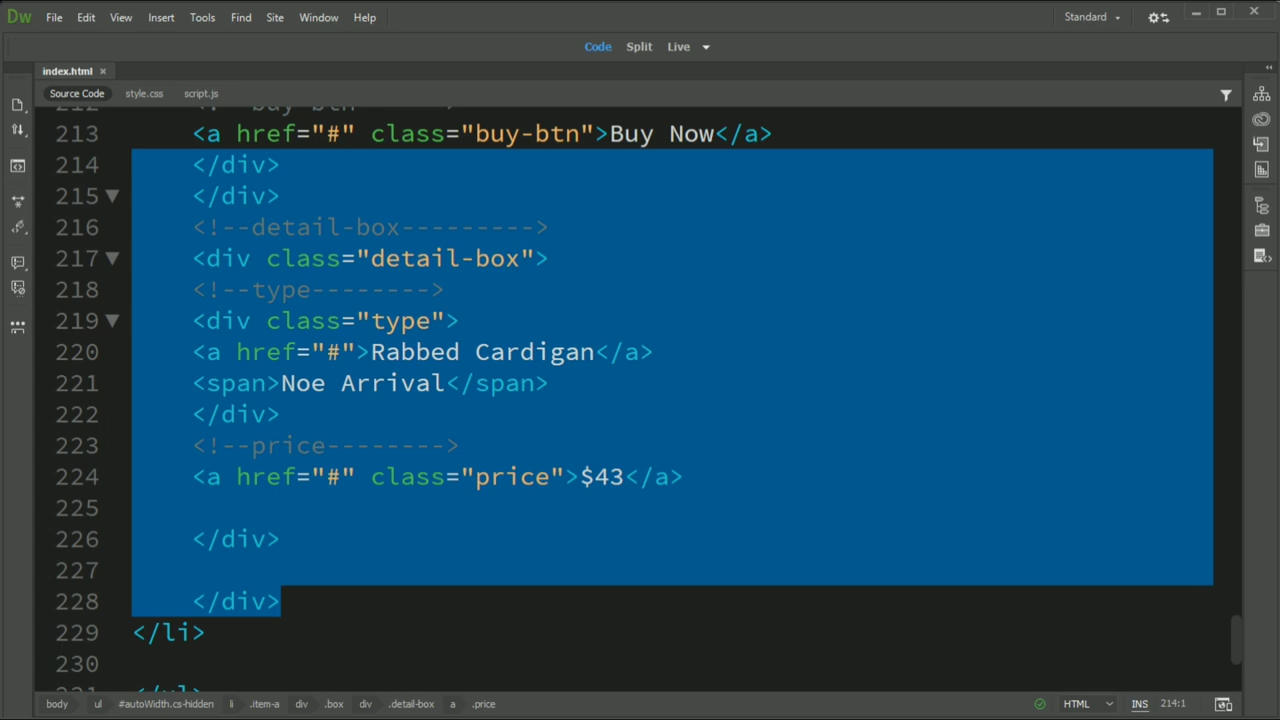 Dw File Edit View Insert Tools Find Site Window Help Standard
Code Split Live
index.html
Source Code style.css script.js
213 <a href="#" class="buy-btn">Buy Now</a>
214 </div>
215 </div>
216 <!--detail-box--------->
217 <div class="detail-box">
218 <!--type-------->
219 <div class="type">
220 <a href="#">Rabbed Cardigan</a>
221 <span>Noe Arrival</span>
222 </div>
223 <!--price-------->
224 <a href="#" class="price">$43</a>
225
226 </div>
227
228 </div>
229 </li>
230
body ul #autoWidth.cs-hidden li .item-a div .box div .detail-box a .price HTML INS 214:1